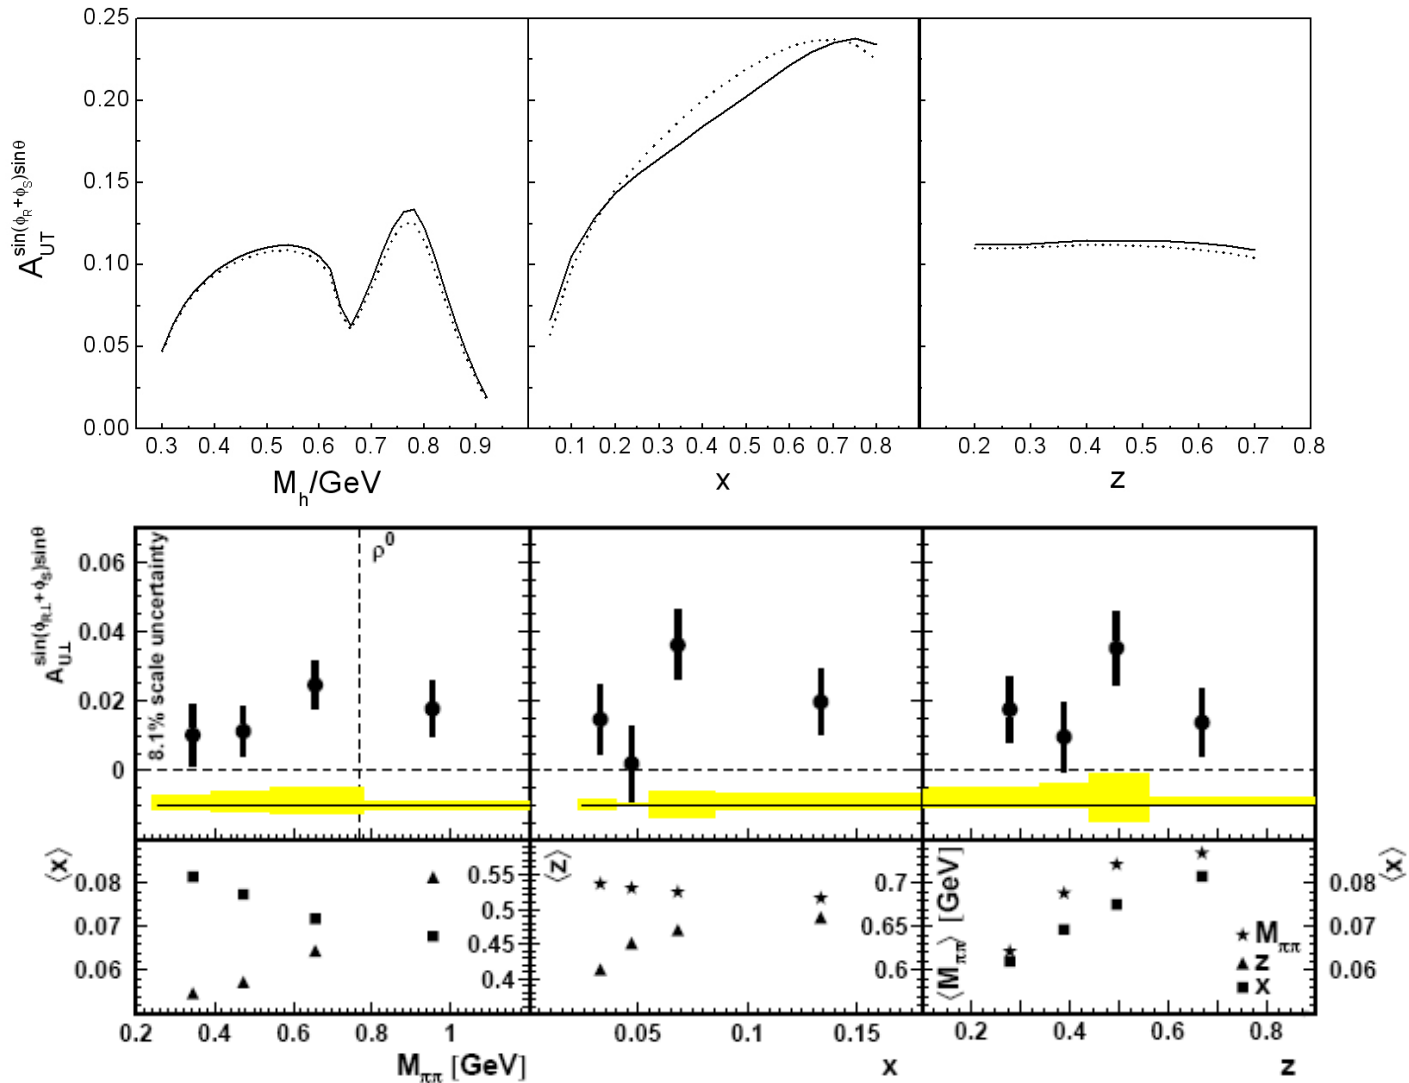 A_UT^sin(ϕ_R+ϕ_S)sinθ
0.25
0.20
0.15
0.10
0.05
0.00
0.3 0.4 0.5 0.6 0.7 0.8 0.9
0.1 0.2 0.3 0.4 0.5 0.6 0.7 0.8
0.2 0.3 0.4 0.5 0.6 0.7 0.8
M_h/GeV
x
z
A_U⊥^sin(ϕ_R⊥+ϕ_S)sinθ
0.06
0.04
0.02
0
8.1% scale uncertainty
ρ⁰
⟨x⟩
0.08
0.07
0.06
⟨z⟩
0.55
0.5
0.45
0.4
⟨M_ππ⟩ [GeV]
0.7
0.65
0.6
M_ππ
z
x
⟨x⟩
0.08
0.07
0.06
0.2 0.4 0.6 0.8 1
0.05 0.1 0.15
0.2 0.4 0.6 0.8
M_ππ [GeV]
x
z